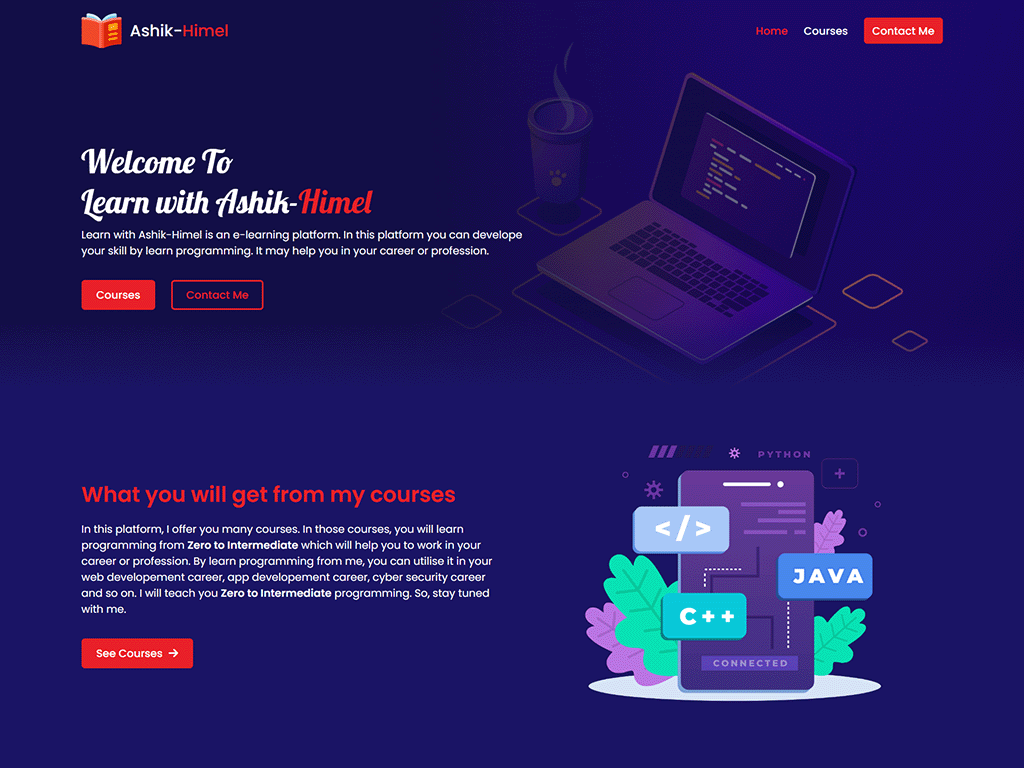 Ashik-Himel
Home Courses Contact Me
Welcome To
Learn with Ashik-Himel
Learn with Ashik-Himel is an e-learning platform. In this platform you can develope
your skill by learn programming. It may help you in your career or profession.
Courses Contact Me
What you will get from my courses
In this platform, I offer you many courses. In those courses, you will learn
programming from Zero to Intermediate which will help you to work in your
career or profession. By learn programming from me, you can utilise it in your
web developement career, app developement career, cyber security career
and so on. I will teach you Zero to Intermediate programming. So, stay tuned
with me.
See Courses →
PYTHON
</>
JAVA
C++
CONNECTED